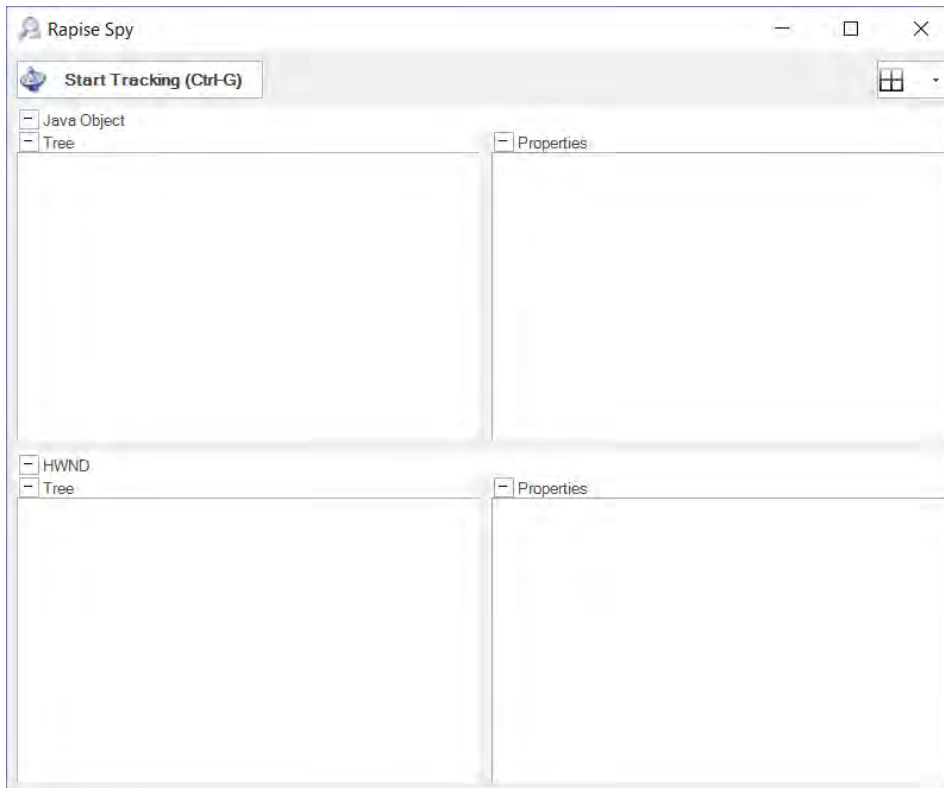 Rapise Spy
Start Tracking (Ctrl-G)
Java Object
Tree
Properties
HWND
Tree
Properties